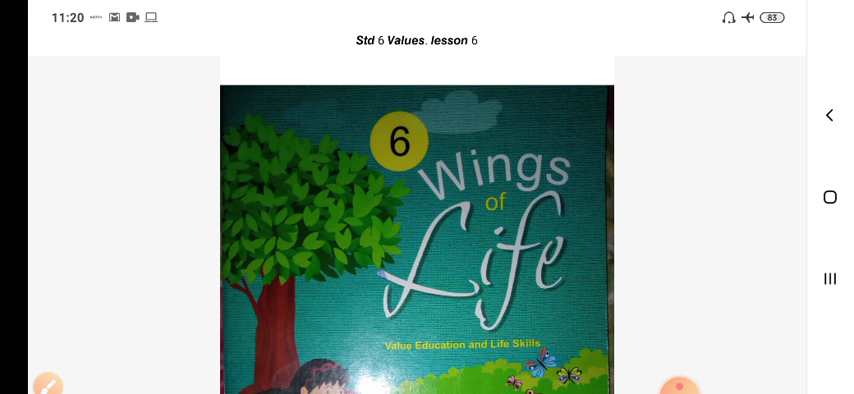 11:20
83
Std 6 Values. lesson 6
6
Wings
of
Life
Value Education and Life Skills